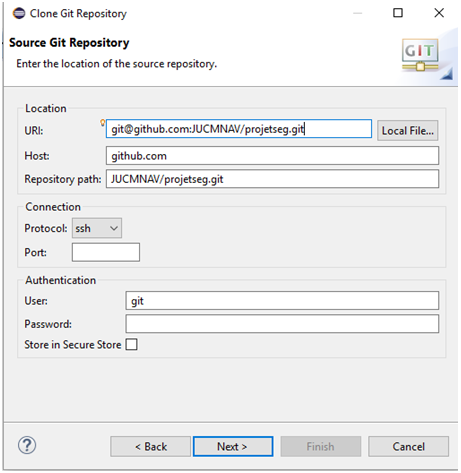 Clone Git Repository
Source Git Repository
Enter the location of the source repository.
GIT
Location
URI: git@github.com:JUCMNAV/projetseg.git Local File...
Host: github.com
Repository path: JUCMNAV/projetseg.git
Connection
Protocol: ssh
Port:
Authentication
User: git
Password:
Store in Secure Store
? < Back Next > Finish Cancel